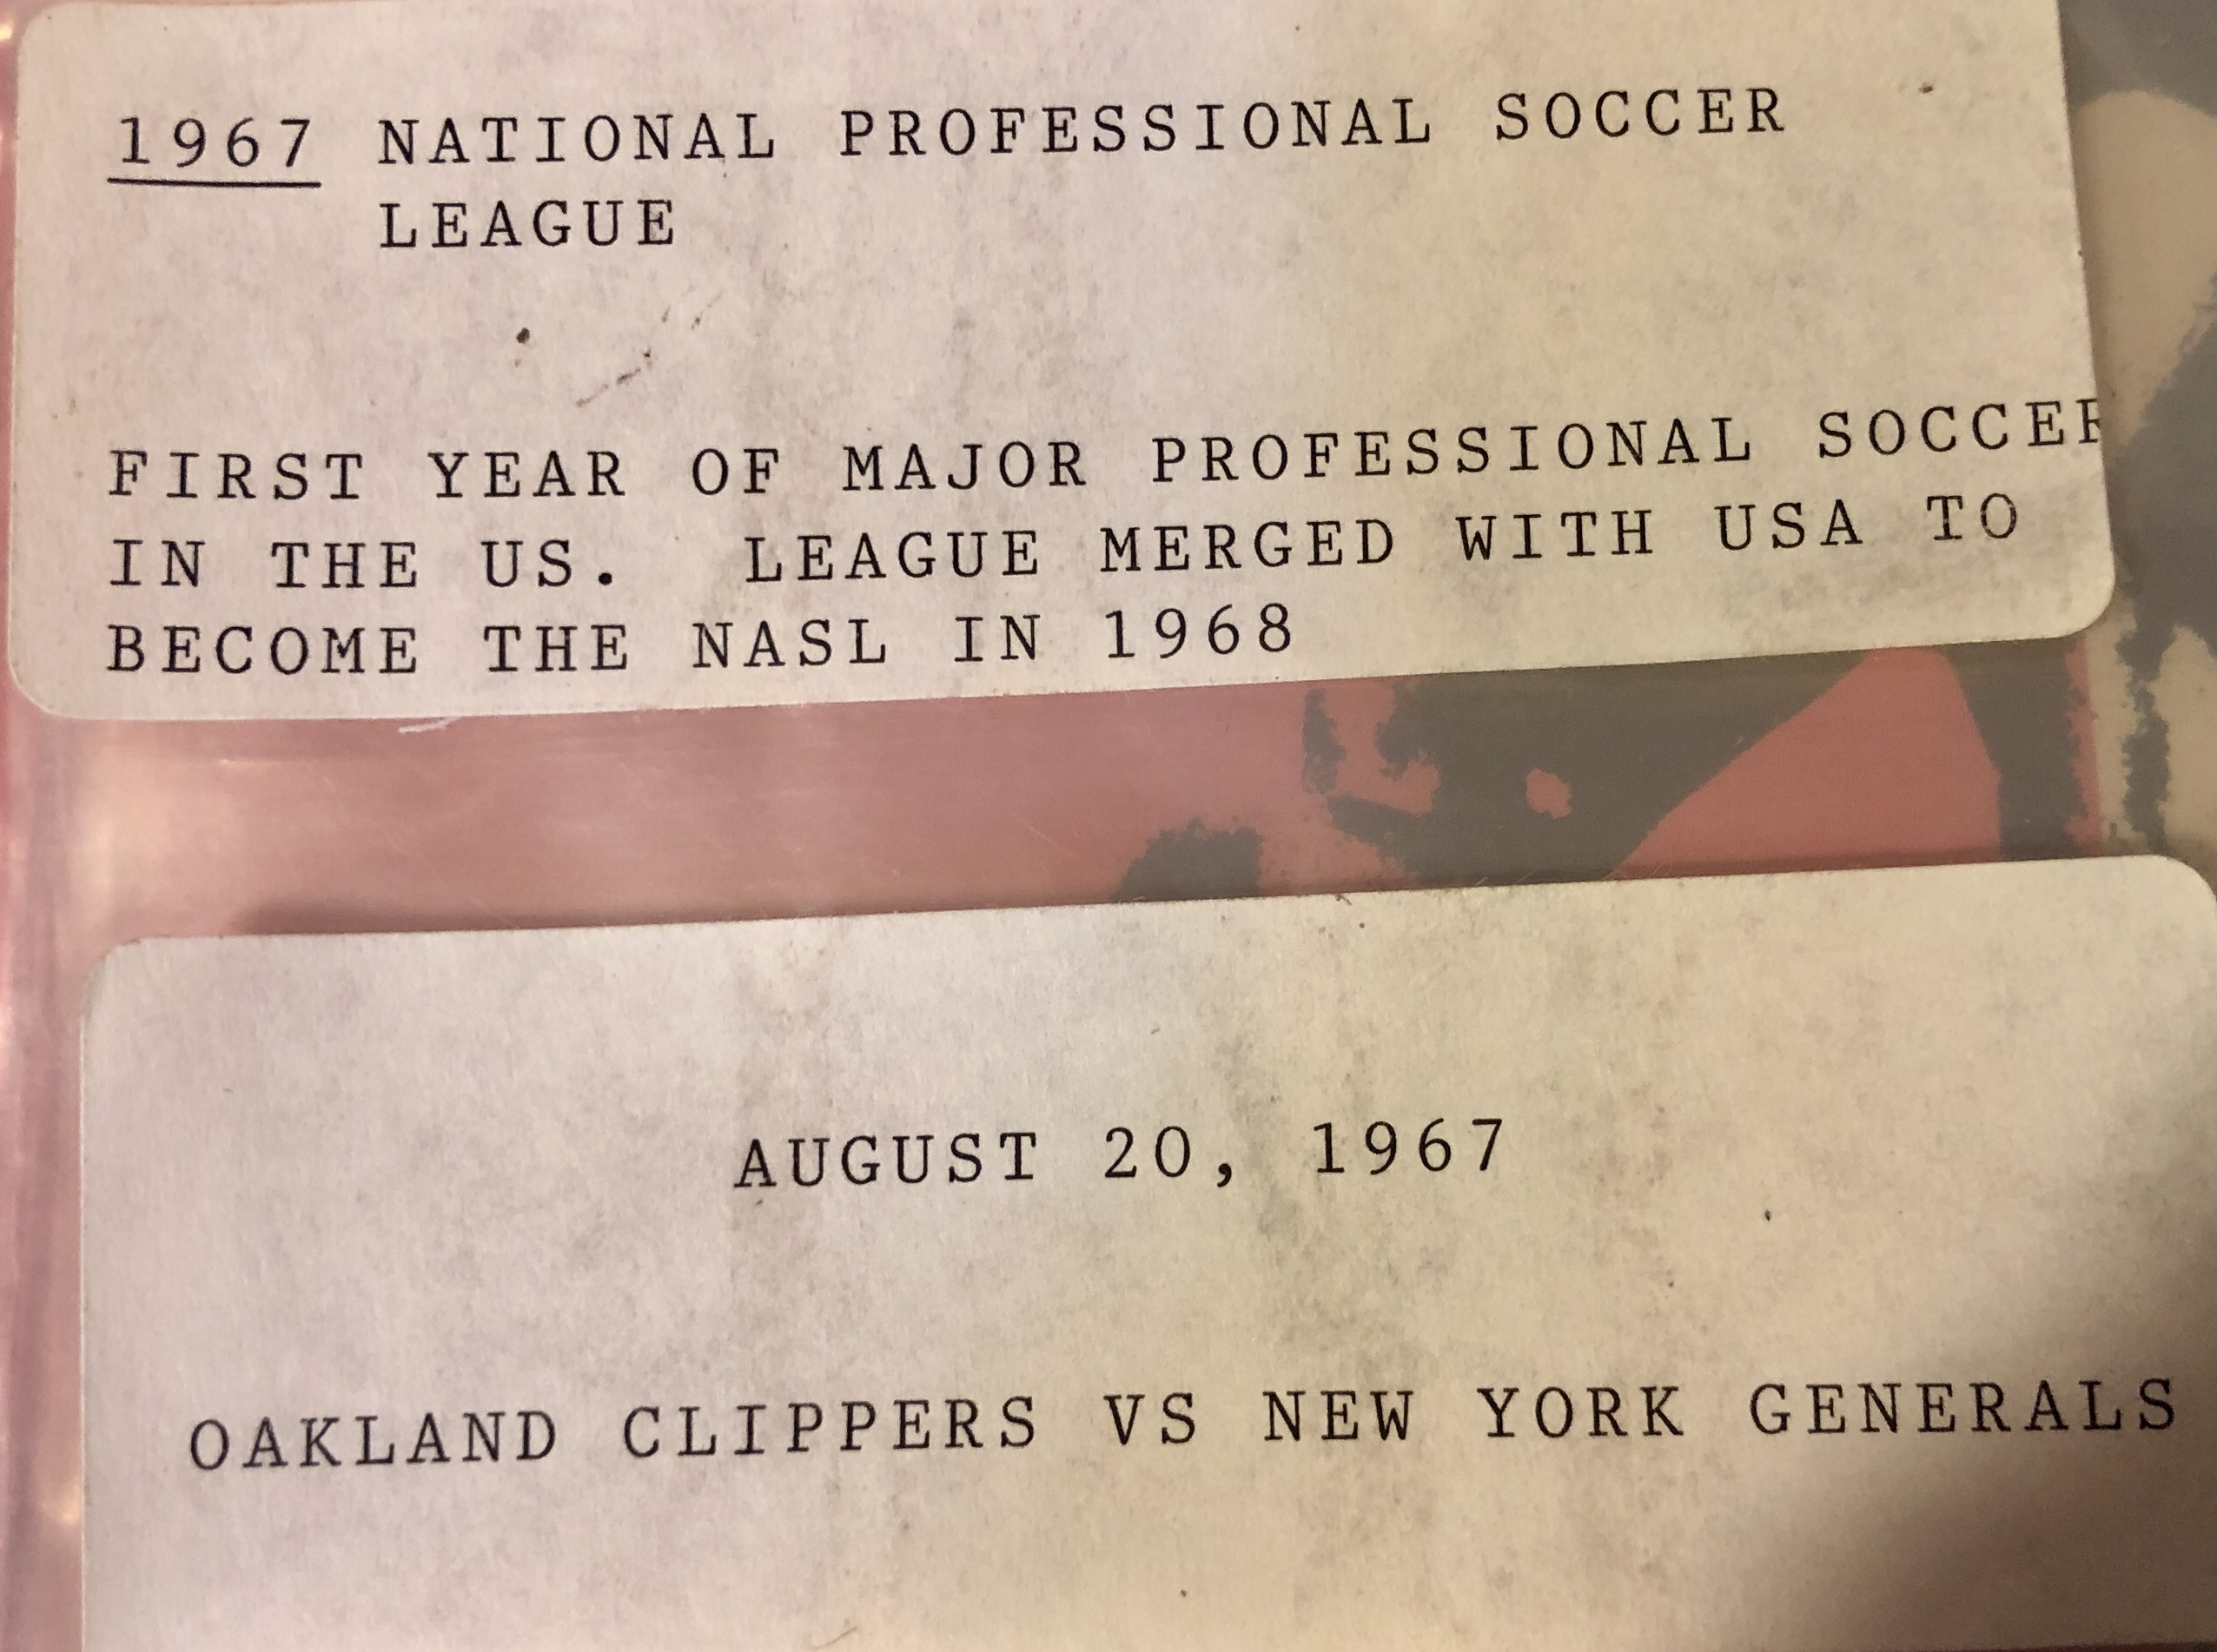 1967 NATIONAL PROFESSIONAL SOCCER
LEAGUE
FIRST YEAR OF MAJOR PROFESSIONAL SOCCER
IN THE US. LEAGUE MERGED WITH USA TO
BECOME THE NASL IN 1968
AUGUST 20, 1967
OAKLAND CLIPPERS VS NEW YORK GENERALS